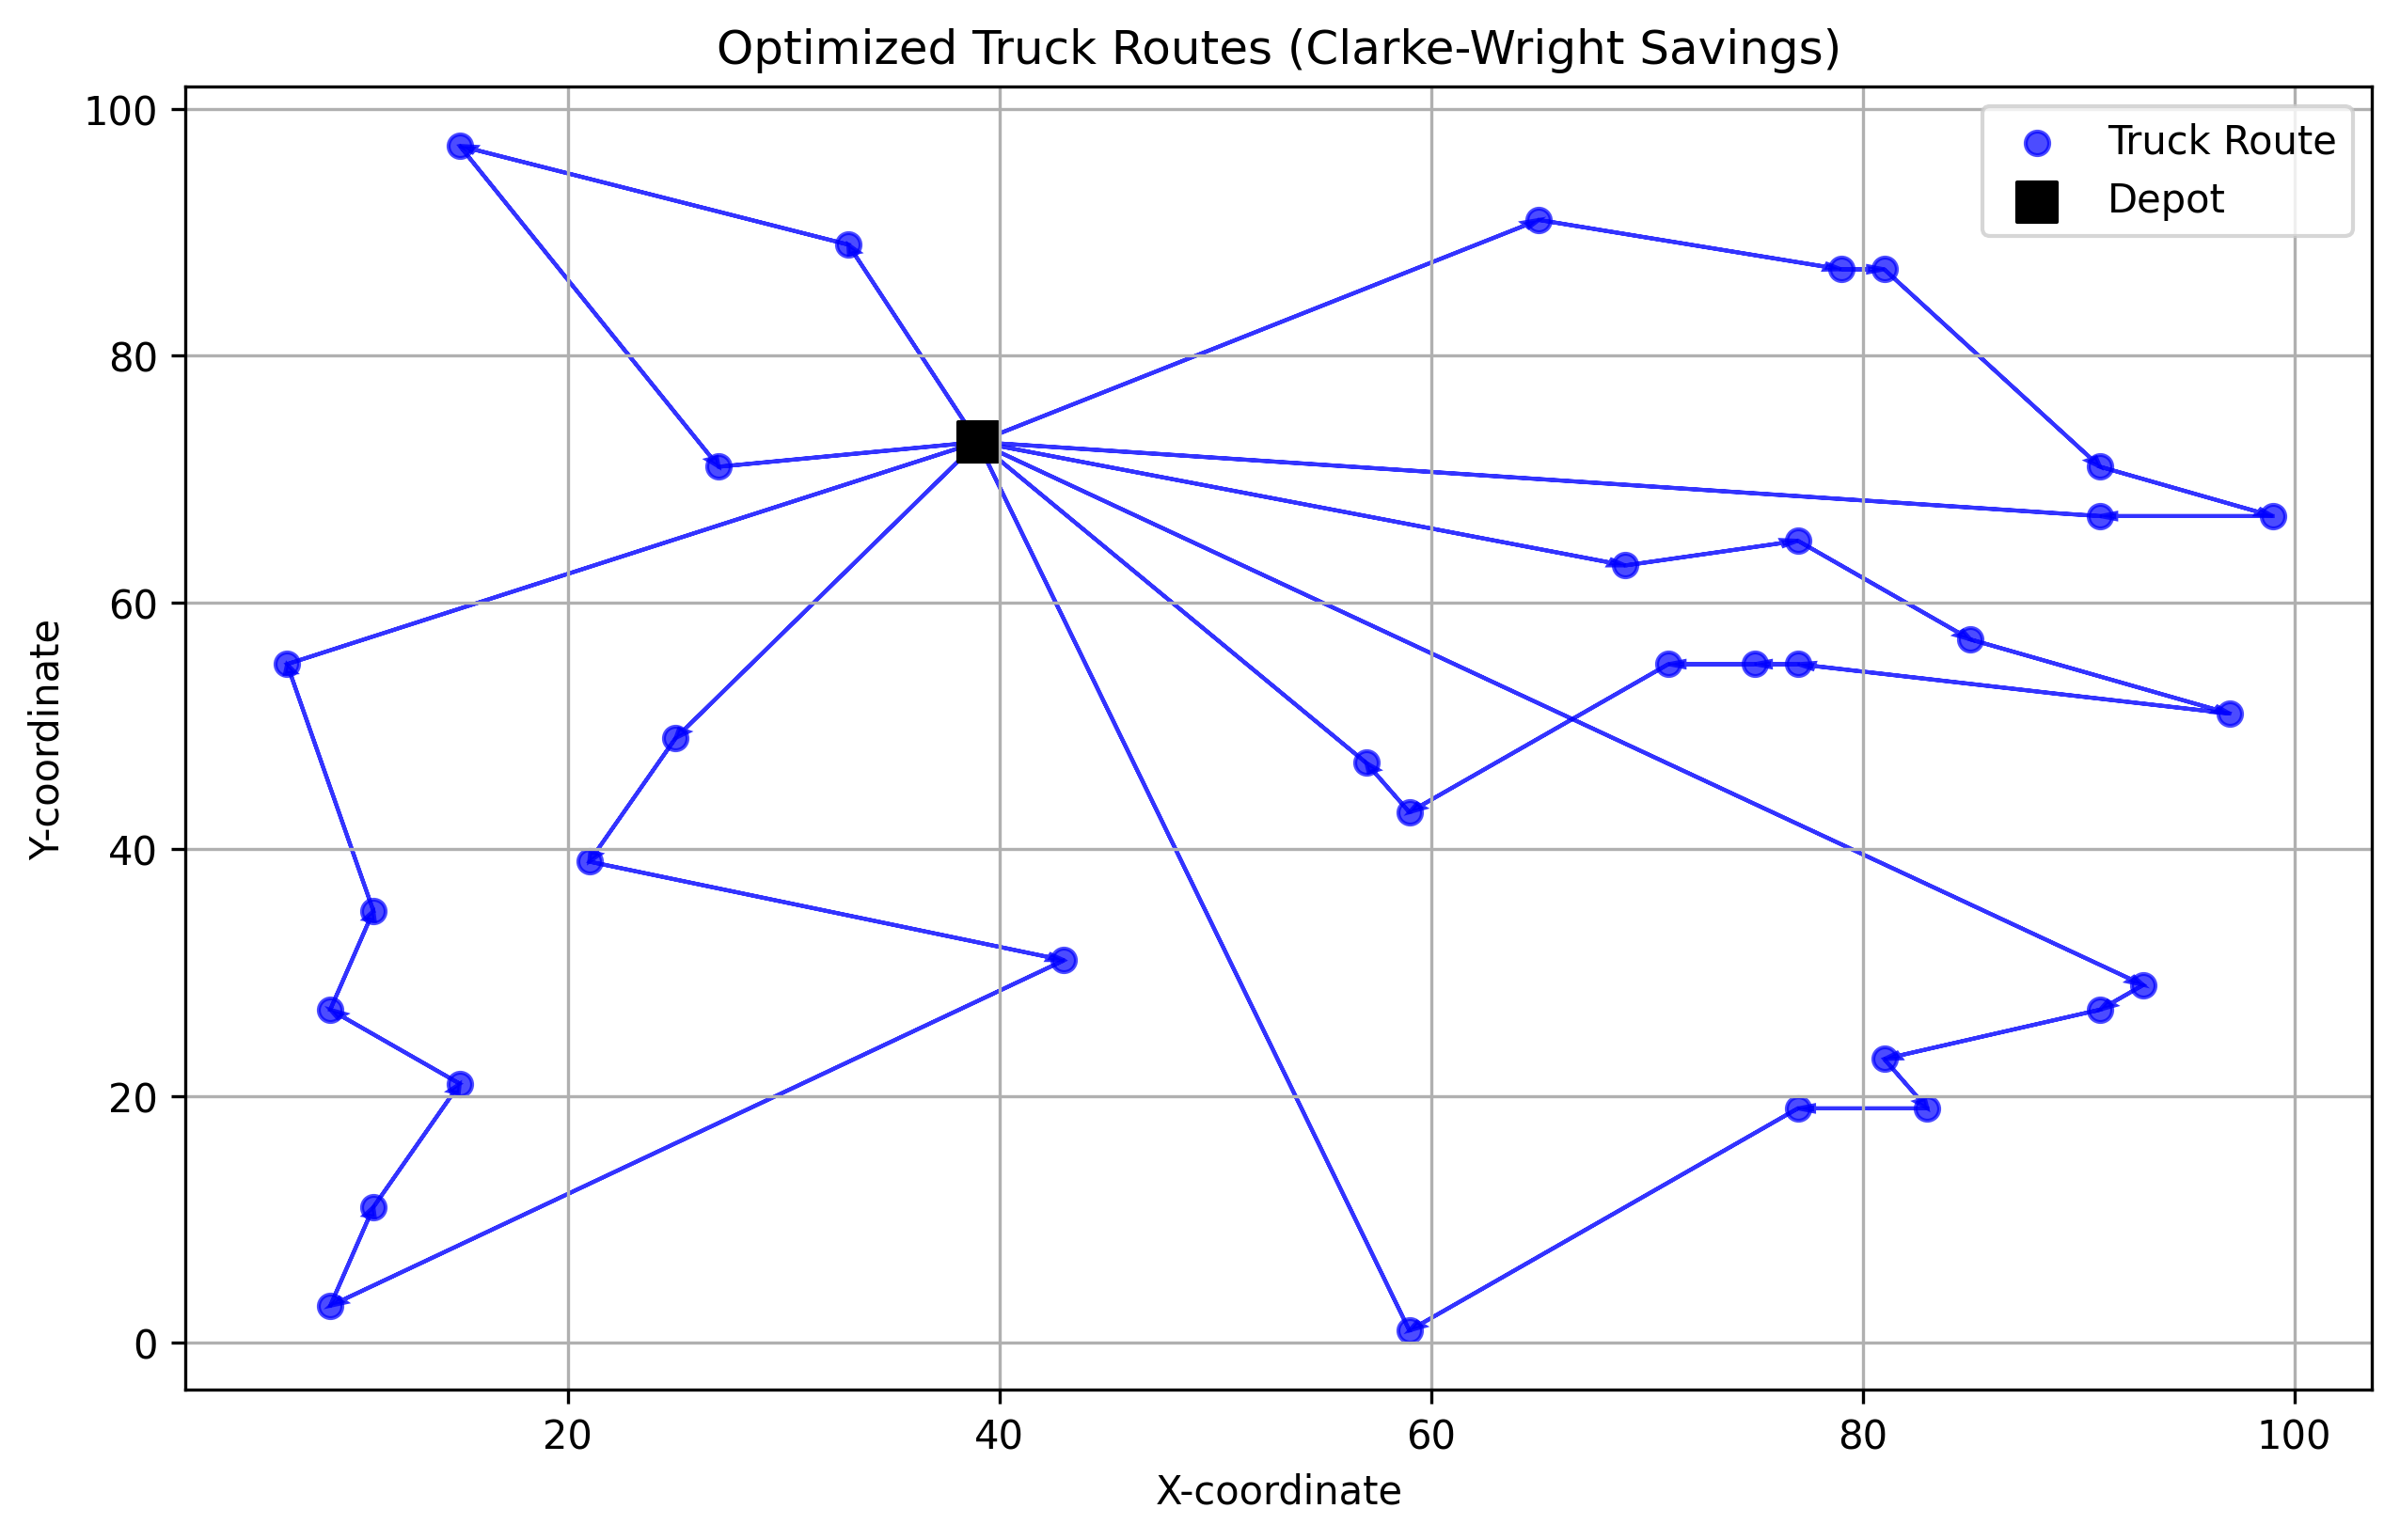 Optimized Truck Routes (Clarke-Wright Savings)
Truck Route
Depot
Y-coordinate
100
80
60
40
20
0
20 40 60 80 100
X-coordinate